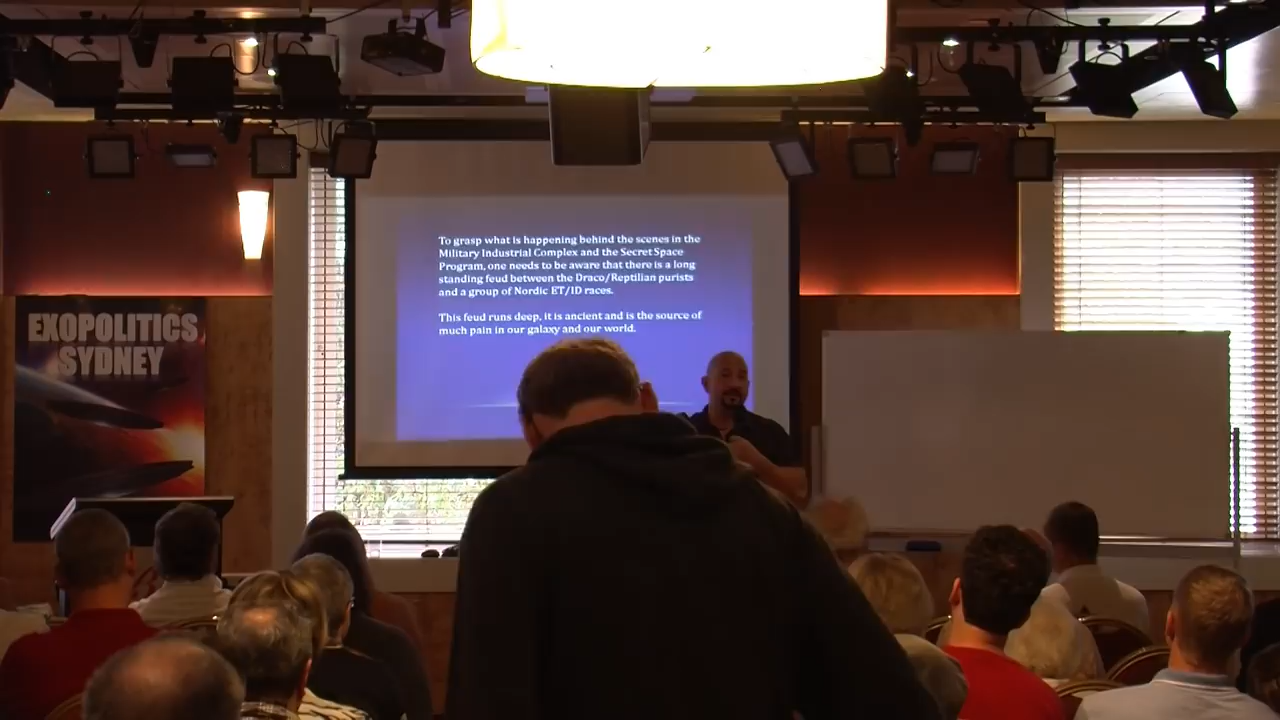 EXOPOLITICS
SYDNEY
To grasp what is happening behind the scenes in the
Military Industrial Complex and the Secret Space
Program, one needs to be aware that there is a long
standing feud between the Draco/Reptilian purists
and a group of Nordic ET/ID races.
This feud runs deep, it is ancient and is the source of
much pain in our galaxy and our world.